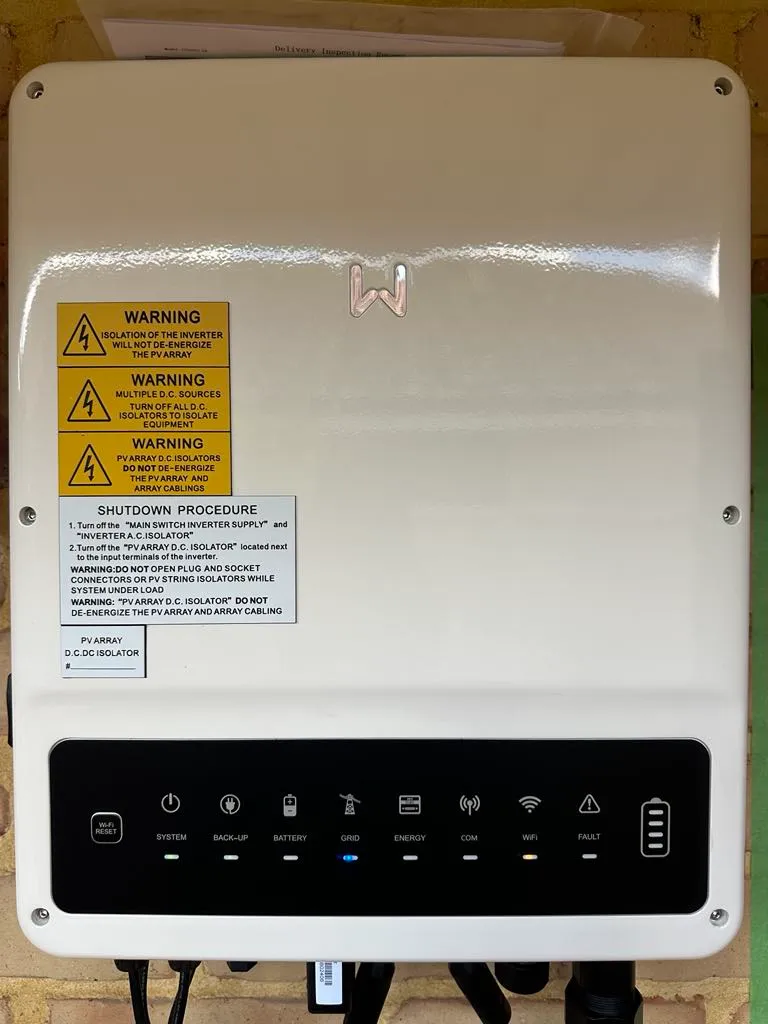 Delivery Inspection
WARNING
ISOLATION OF THE INVERTER
WILL NOT DE-ENERGIZE
THE PV ARRAY
WARNING
MULTIPLE D.C. SOURCES
TURN OFF ALL D.C.
ISOLATORS TO ISOLATE
EQUIPMENT
WARNING
PV ARRAY D.C. ISOLATORS
DO NOT DE-ENERGIZE
THE PV ARRAY AND
ARRAY CABLINGS
SHUTDOWN PROCEDURE
1. Turn off the "MAIN SWITCH INVERTER SUPPLY" and
"INVERTER A.C.ISOLATOR"
2.Turn off the "PV ARRAY D.C. ISOLATOR" located next
to the input terminals of the inverter.
WARNING:DO NOT OPEN PLUG AND SOCKET
CONNECTORS OR PV STRING ISOLATORS WHILE
SYSTEM UNDER LOAD
WARNING: "PV ARRAY D.C. ISOLATOR" DO NOT
DE-ENERGIZE THE PV ARRAY AND ARRAY CABLING
PV ARRAY
D.C.DC ISOLATOR
#
Wi-Fi
RESET
SYSTEM BACK-UP BATTERY GRID ENERGY COM WiFi FAULT